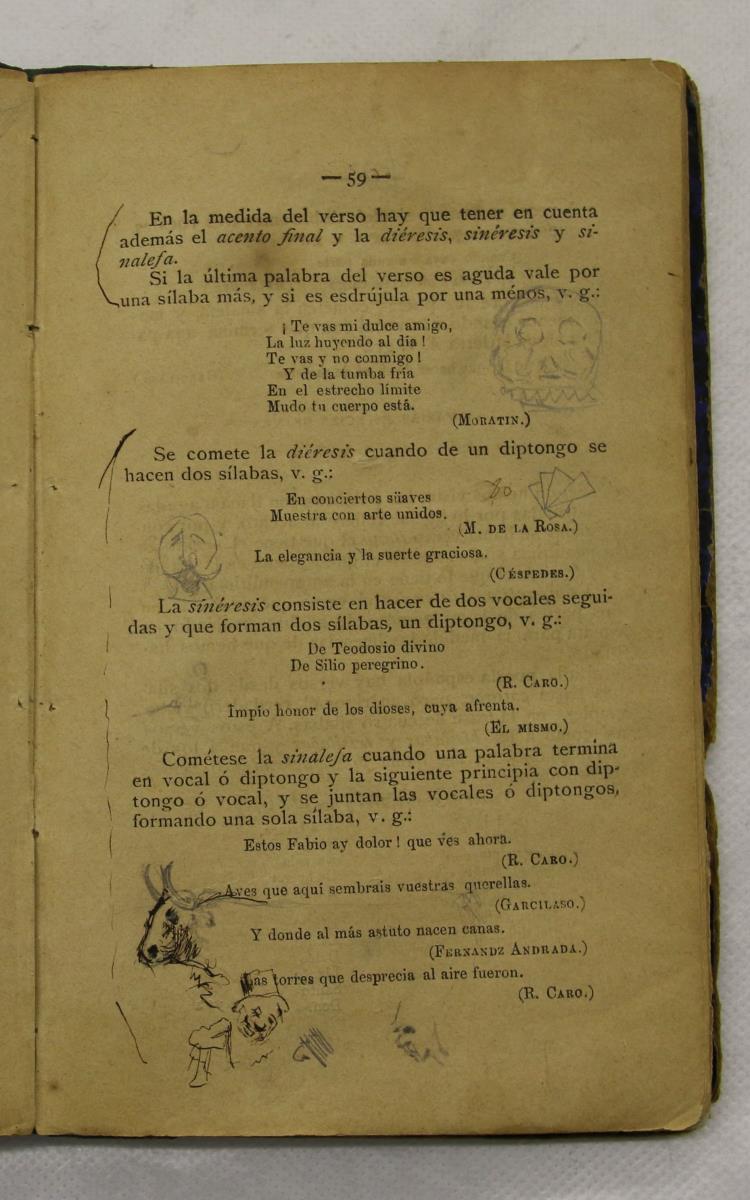 — 59 —
En la medida del verso hay que tener en cuenta
además el acento final y la diéresis, sinéresis y si-
nalefa.
Si la última palabra del verso es aguda vale por
una sílaba más, y si es esdrújula por una ménos, v. g.:
¡ Te vas mi dulce amigo,
La luz huyendo al día !
Te vas y no conmigo !
Y de la tumba fría
En el estrecho límite
Mudo tu cuerpo está.
(MORATIN.)
Se comete la diéresis cuando de un diptongo se
hacen dos sílabas, v. g.:
En conciertos süaves
Muestra con arte unidos.
(M. DE LA ROSA.)
La elegancia y la suerte graciosa.
(CÉSPEDES.)
La sinéresis consiste en hacer de dos vocales segui-
das y que forman dos sílabas, un diptongo, v. g.:
De Teodosio divino
De Silio peregrino.
(R. CARO.)
Impío honor de los dioses, cuya afrenta.
(EL MISMO.)
Cométese la sinalefa cuando una palabra termina
en vocal ó diptongo y la siguiente principia con dip-
tongo ó vocal, y se juntan las vocales ó diptongos,
formando una sola sílaba, v. g.:
Estos Fabio ay dolor ! que ves ahora.
(R. CARO.)
Aves que aquí sembrais vuestras querellas.
(GARCILASO.)
Y donde al más astuto nacen canas.
(FERNANDZ ANDRADA.)
Las torres que desprecia al aire fueron.
(R. CARO.)